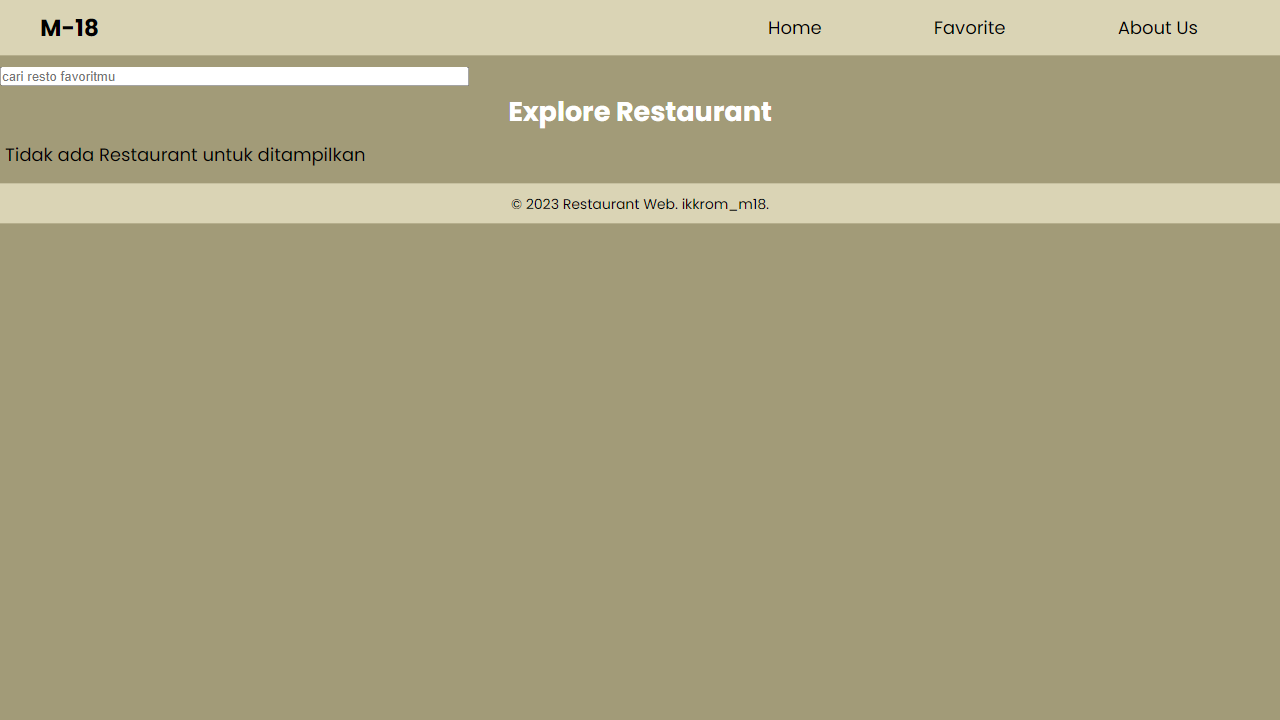 M-18 Home Favorite About Us
cari resto favoritmu
Explore Restaurant
Tidak ada Restaurant untuk ditampilkan
© 2023 Restaurant Web. ikkrom_m18.